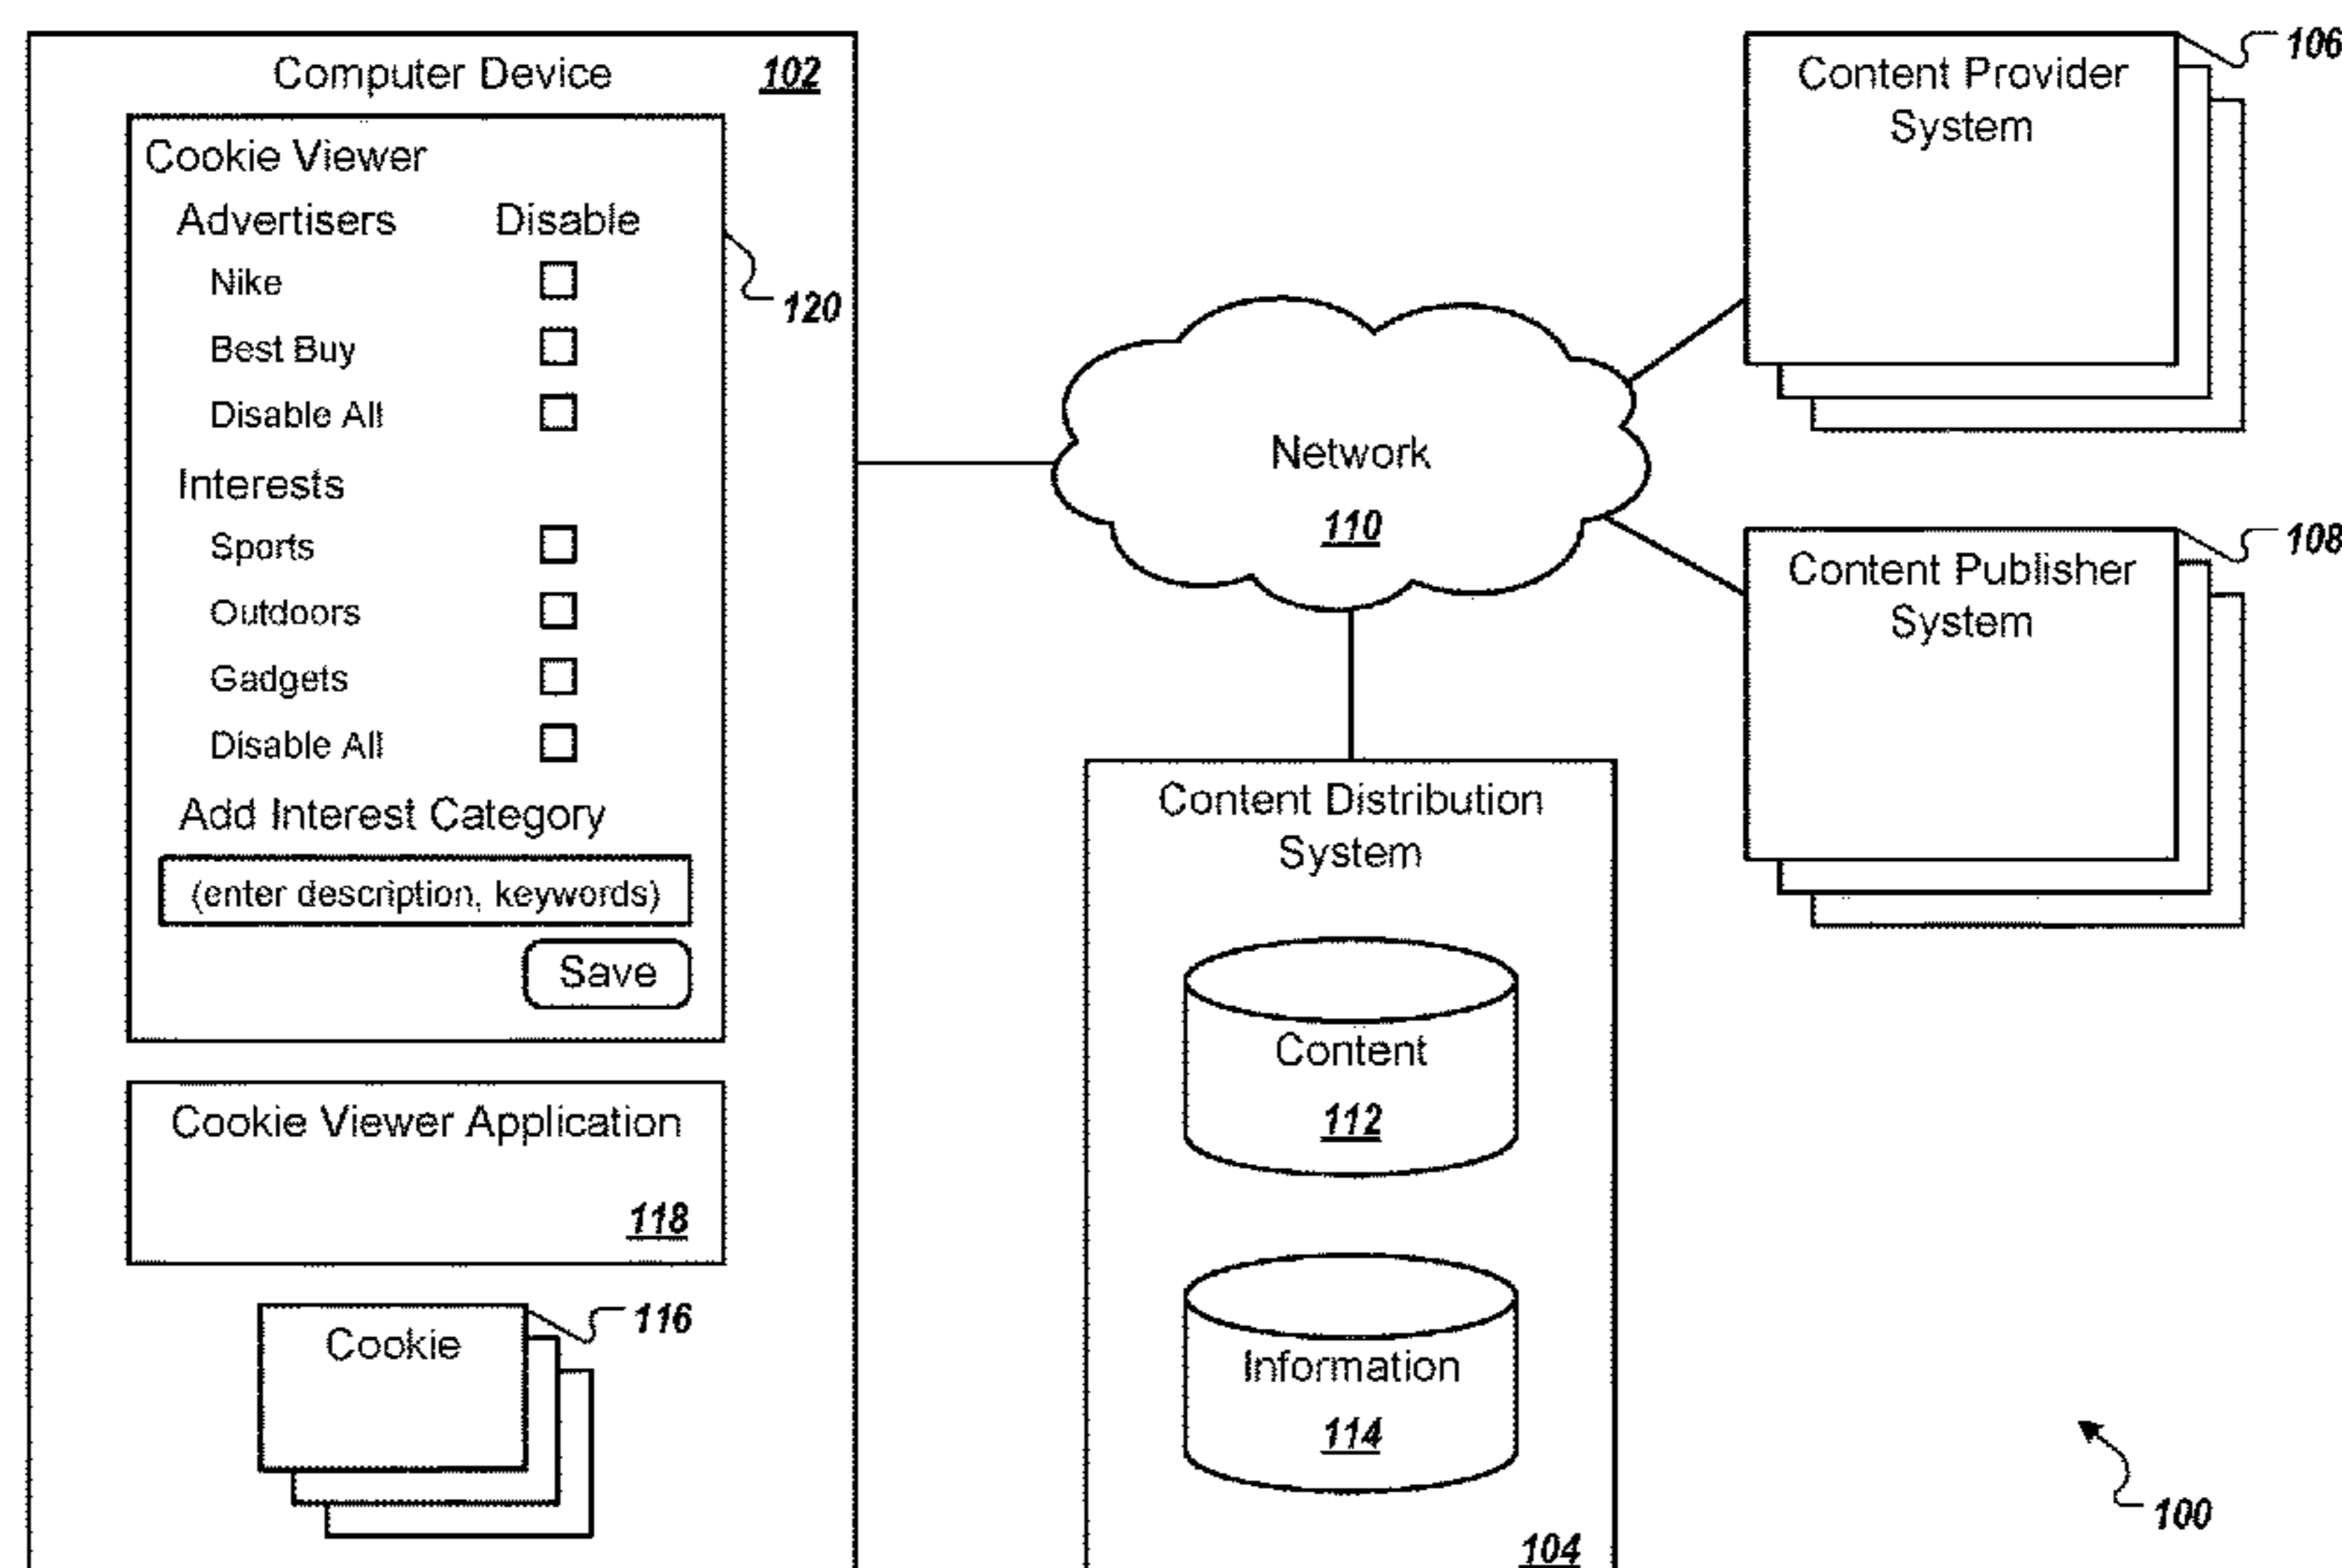 Computer Device 102
Cookie Viewer
Advertisers Disable
Nike
120
Best Buy
Disable All
Interests
Sports
Outdoors
Gadgets
Disable All
Add Interest Category
(enter description, keywords)
Save
Cookie Viewer Application
118
Cookie
116
Network
110
Content Provider
System
106
Content Publisher
System
108
Content Distribution
System
Content
112
Information
114
104
100